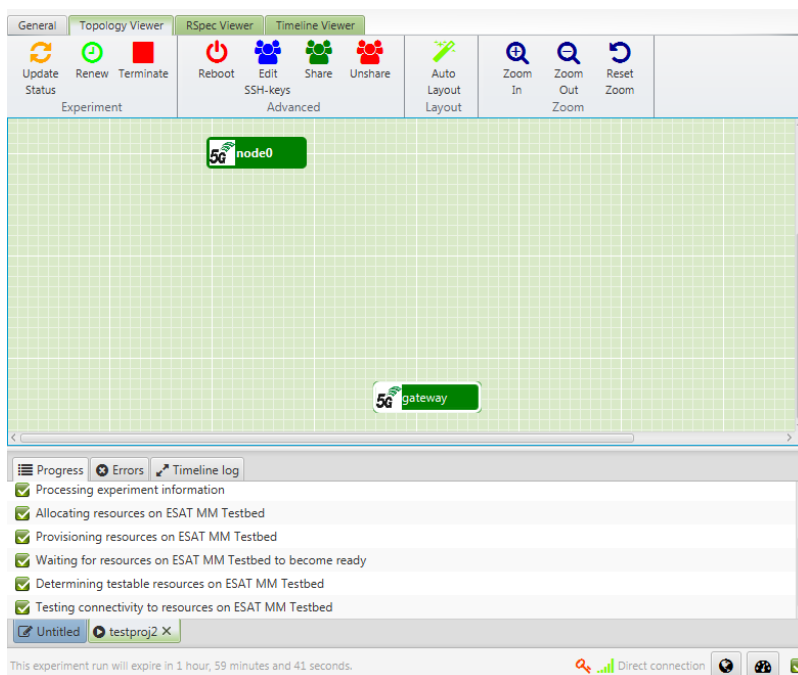 General Topology Viewer RSpec Viewer Timeline Viewer
Update Status Renew Terminate Reboot Edit SSH-keys Share Unshare Auto Layout Zoom In Zoom Out Reset Zoom
Experiment Advanced Layout Zoom
5G node0
5G gateway
Progress Errors Timeline log
Processing experiment information
Allocating resources on ESAT MM Testbed
Provisioning resources on ESAT MM Testbed
Waiting for resources on ESAT MM Testbed to become ready
Determining testable resources on ESAT MM Testbed
Testing connectivity to resources on ESAT MM Testbed
Untitled testproj2
This experiment run will expire in 1 hour, 59 minutes and 41 seconds. Direct connection